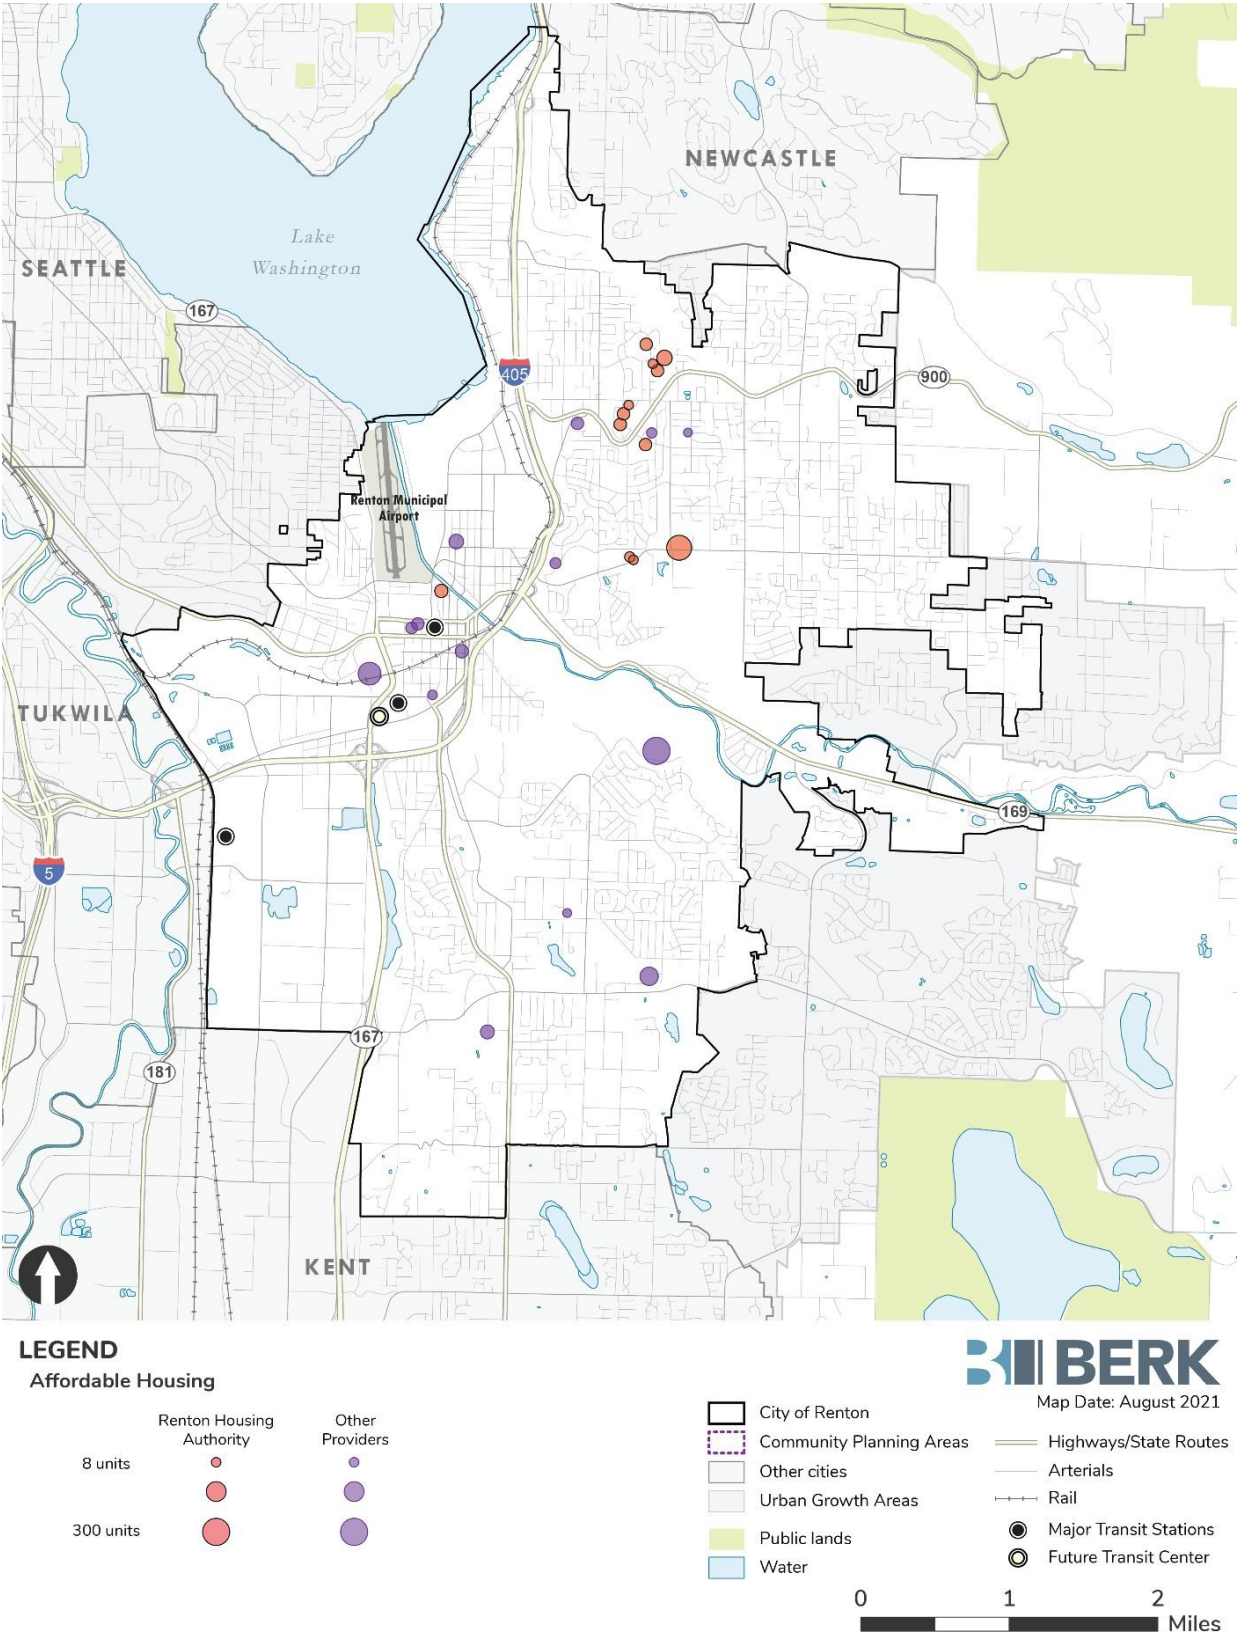 NEWCASTLE
Lake
Washington
SEATTLE
167
405
900
Renton Municipal
Airport
TUKWILA
169
5
167
181
KENT
LEGEND
Affordable Housing
Renton Housing
Authority
Other
Providers
8 units
300 units
BERK
Map Date: August 2021
City of Renton
Community Planning Areas
Other cities
Urban Growth Areas
Public lands
Water
Highways/State Routes
Arterials
Rail
Major Transit Stations
Future Transit Center
0 1 2
Miles